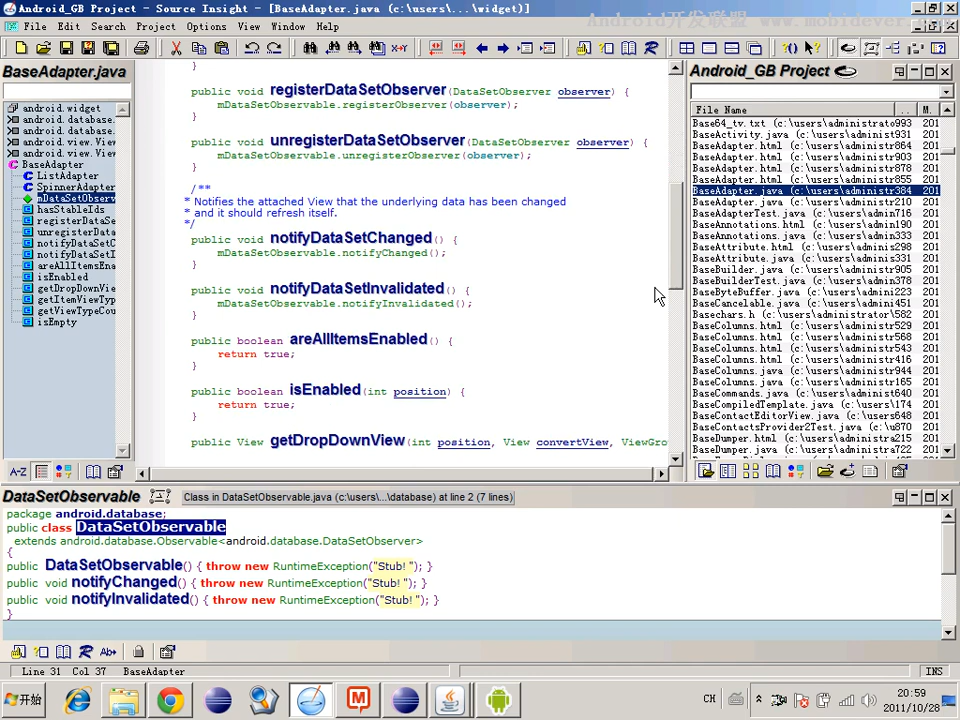 Android_GB Project - Source Insight - [BaseAdapter.java (c:\users\...\widget)]
Android开发联盟 www.mobidever.com
File Edit Search Project Options View Window Help
BaseAdapter.java
android.widget
android.database.
android.database.
android.view.View
android.view.View
BaseAdapter
ListAdapter
SpinnerAdapter
mDataSetObserv
hasStableIds
registerDataSe
unregisterData
notifyDataSetC
notifyDataSetI
areAllItemsEna
isEnabled
getDropDownVie
getItemViewTyp
getViewTypeCou
isEmpty
}
public void registerDataSetObserver(DataSetObserver observer) {
mDataSetObservable.registerObserver(observer);
}
public void unregisterDataSetObserver(DataSetObserver observer) {
mDataSetObservable.unregisterObserver(observer);
}
/**
* Notifies the attached View that the underlying data has been changed
* and it should refresh itself.
*/
public void notifyDataSetChanged() {
mDataSetObservable.notifyChanged();
}
public void notifyDataSetInvalidated() {
mDataSetObservable.notifyInvalidated();
}
public boolean areAllItemsEnabled() {
return true;
}
public boolean isEnabled(int position) {
return true;
}
public View getDropDownView(int position, View convertView, ViewGro
Android_GB Project
File Name .. M.
Base64_tv.txt (c:\users\administrato993 201
BaseActivity.java (c:\users\administ931 201
BaseAdapter.html (c:\users\administra864 201
BaseAdapter.html (c:\users\administra903 201
BaseAdapter.html (c:\users\administra878 201
BaseAdapter.html (c:\users\administra855 201
BaseAdapter.java (c:\users\administra384 201
BaseAdapter.java (c:\users\administra210 201
BaseAdapterTest.java (c:\users\admin716 201
BaseAnnotations.html (c:\users\admin190 201
BaseAnnotations.java (c:\users\admin333 201
BaseAttribute.html (c:\users\adminis298 201
BaseAttribute.java (c:\users\adminis331 201
BaseBuilder.java (c:\users\administr905 201
BaseBuilderTest.java (c:\users\admin378 201
BaseByteBuffer.java (c:\users\admini223 201
BaseCancelable.java (c:\users\admini451 201
Basechars.h (c:\users\administrator\582 201
BaseColumns.html (c:\users\administr529 201
BaseColumns.html (c:\users\administr568 201
BaseColumns.html (c:\users\administr543 201
BaseColumns.html (c:\users\administr416 201
BaseColumns.java (c:\users\administr944 201
BaseColumns.java (c:\users\administr165 201
BaseCommands.java (c:\users\administ640 201
BaseCompiledTemplate.java (c:\users\174 201
BaseContactEditorView.java (c:\users648 201
BaseContactsProvider2Test.java (c:\u870 201
BaseDumper.html (c:\users\administra215 201
BaseDumper.java (c:\users\administra722 201
A-Z
DataSetObservable Class in DataSetObservable.java (c:\users\...\database) at line 2 (7 lines)
package android.database;
public class DataSetObservable
extends android.database.Observable<android.database.DataSetObserver>
{
public DataSetObservable() { throw new RuntimeException("Stub! "); }
public void notifyChanged() { throw new RuntimeException("Stub! "); }
public void notifyInvalidated() { throw new RuntimeException("Stub! "); }
}
Line 31 Col 37 BaseAdapter INS
开始 CH 20:59
2011/10/28